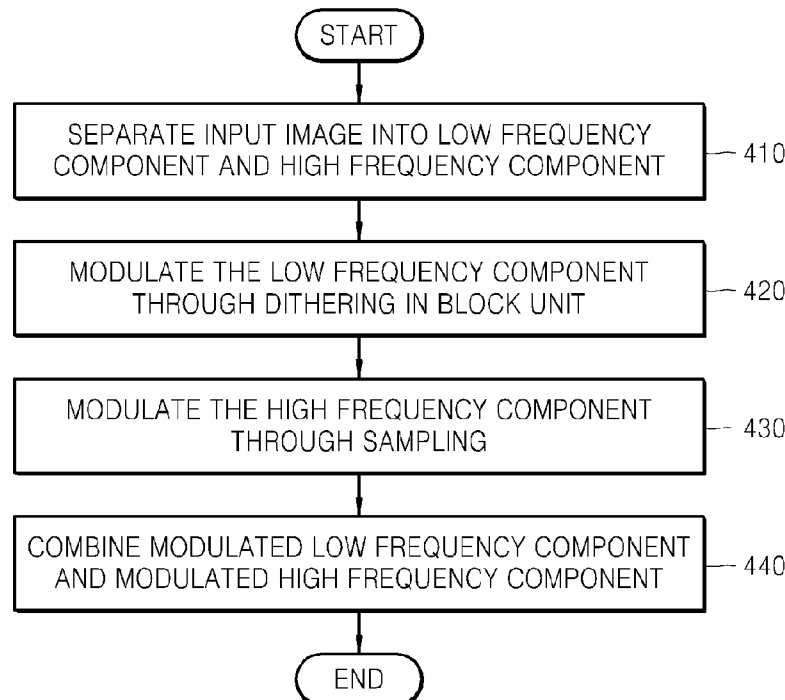 START
SEPARATE INPUT IMAGE INTO LOW FREQUENCY
COMPONENT AND HIGH FREQUENCY COMPONENT
410
MODULATE THE LOW FREQUENCY COMPONENT
THROUGH DITHERING IN BLOCK UNIT
420
MODULATE THE HIGH FREQUENCY COMPONENT
THROUGH SAMPLING
430
COMBINE MODULATED LOW FREQUENCY COMPONENT
AND MODULATED HIGH FREQUENCY COMPONENT
440
END